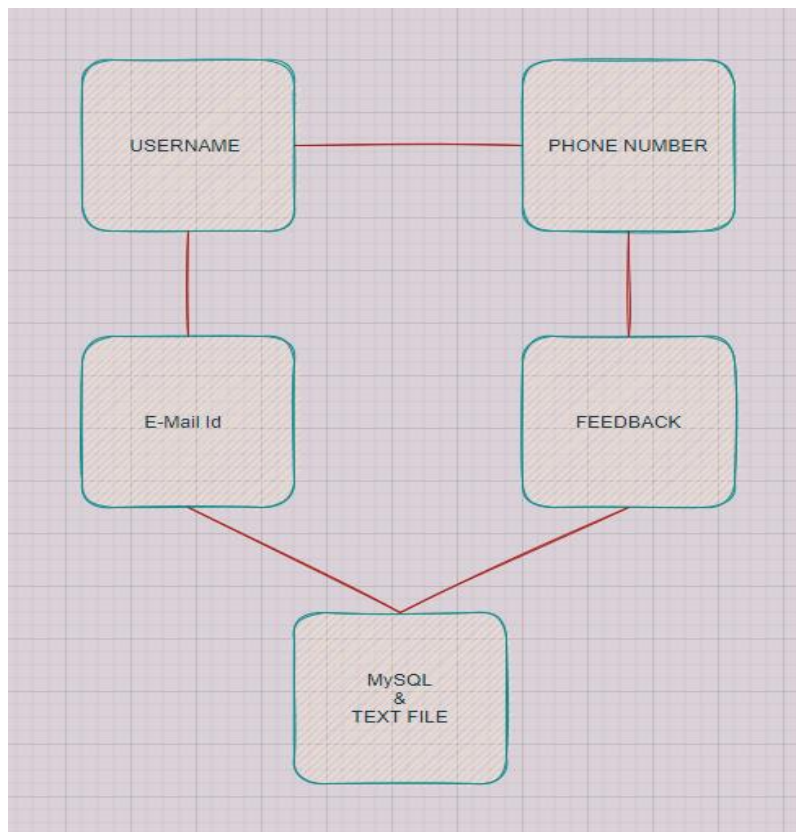 USERNAME
PHONE NUMBER
E-Mail Id
FEEDBACK
MySQL
&
TEXT FILE